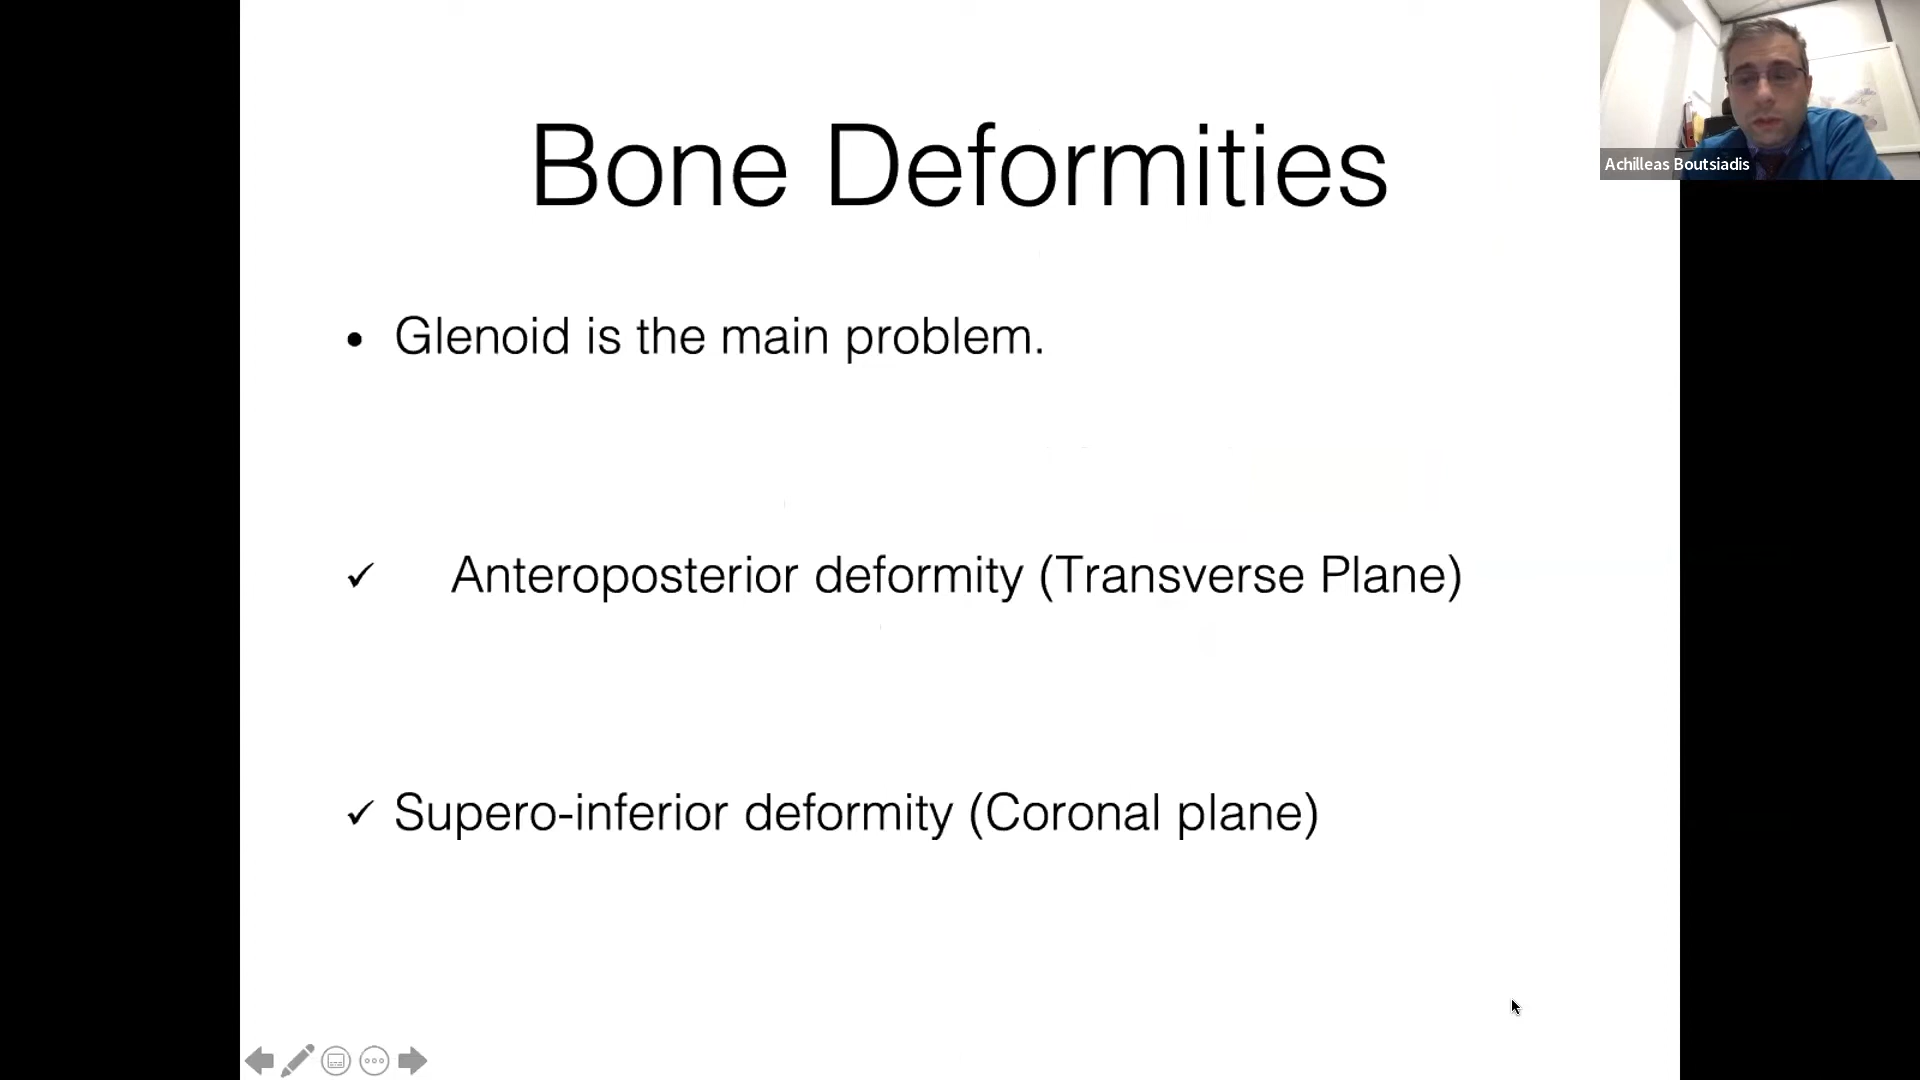 Bone Deformities
Achilleas Boutsiadis
• Glenoid is the main problem.
✓ Anteroposterior deformity (Transverse Plane)
✓ Supero-inferior deformity (Coronal plane)